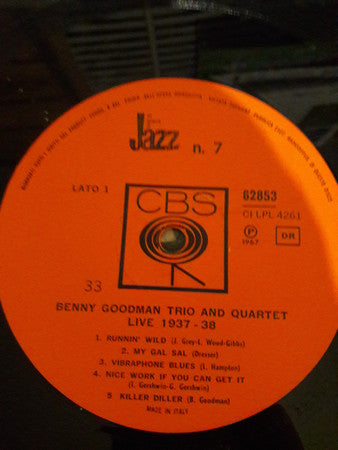 Jazz n. 7
LATO 1
CBS
62853
CI LPL 4261
P
1967
DR
33
BENNY GOODMAN TRIO AND QUARTET
LIVE 1937 - 38
1. RUNNIN' WILD (J. Grey-L. Wood-Gibbs)
2. MY GAL SAL (Dresser)
3. VIBRAPHONE BLUES (L. Hampton)
4. NICE WORK IF YOU CAN GET IT
(I. Gershwin-G. Gershwin)
5 KILLER DILLER (B. Goodman)
MADE IN ITALY